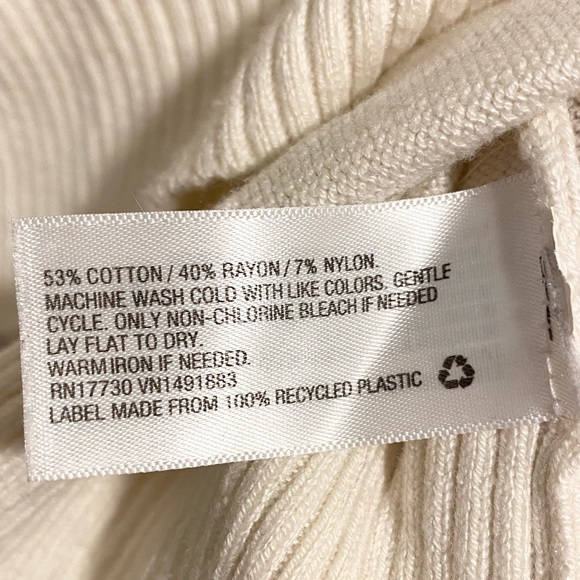 53% COTTON / 40% RAYON / 7% NYLON.
MACHINE WASH COLD WITH LIKE COLORS, GENTLE
CYCLE. ONLY NON-CHLORINE BLEACH IF NEEDED
LAY FLAT TO DRY.
WARM IRON IF NEEDED.
RN17730 VN1491883
LABEL MADE FROM 100% RECYCLED PLASTIC